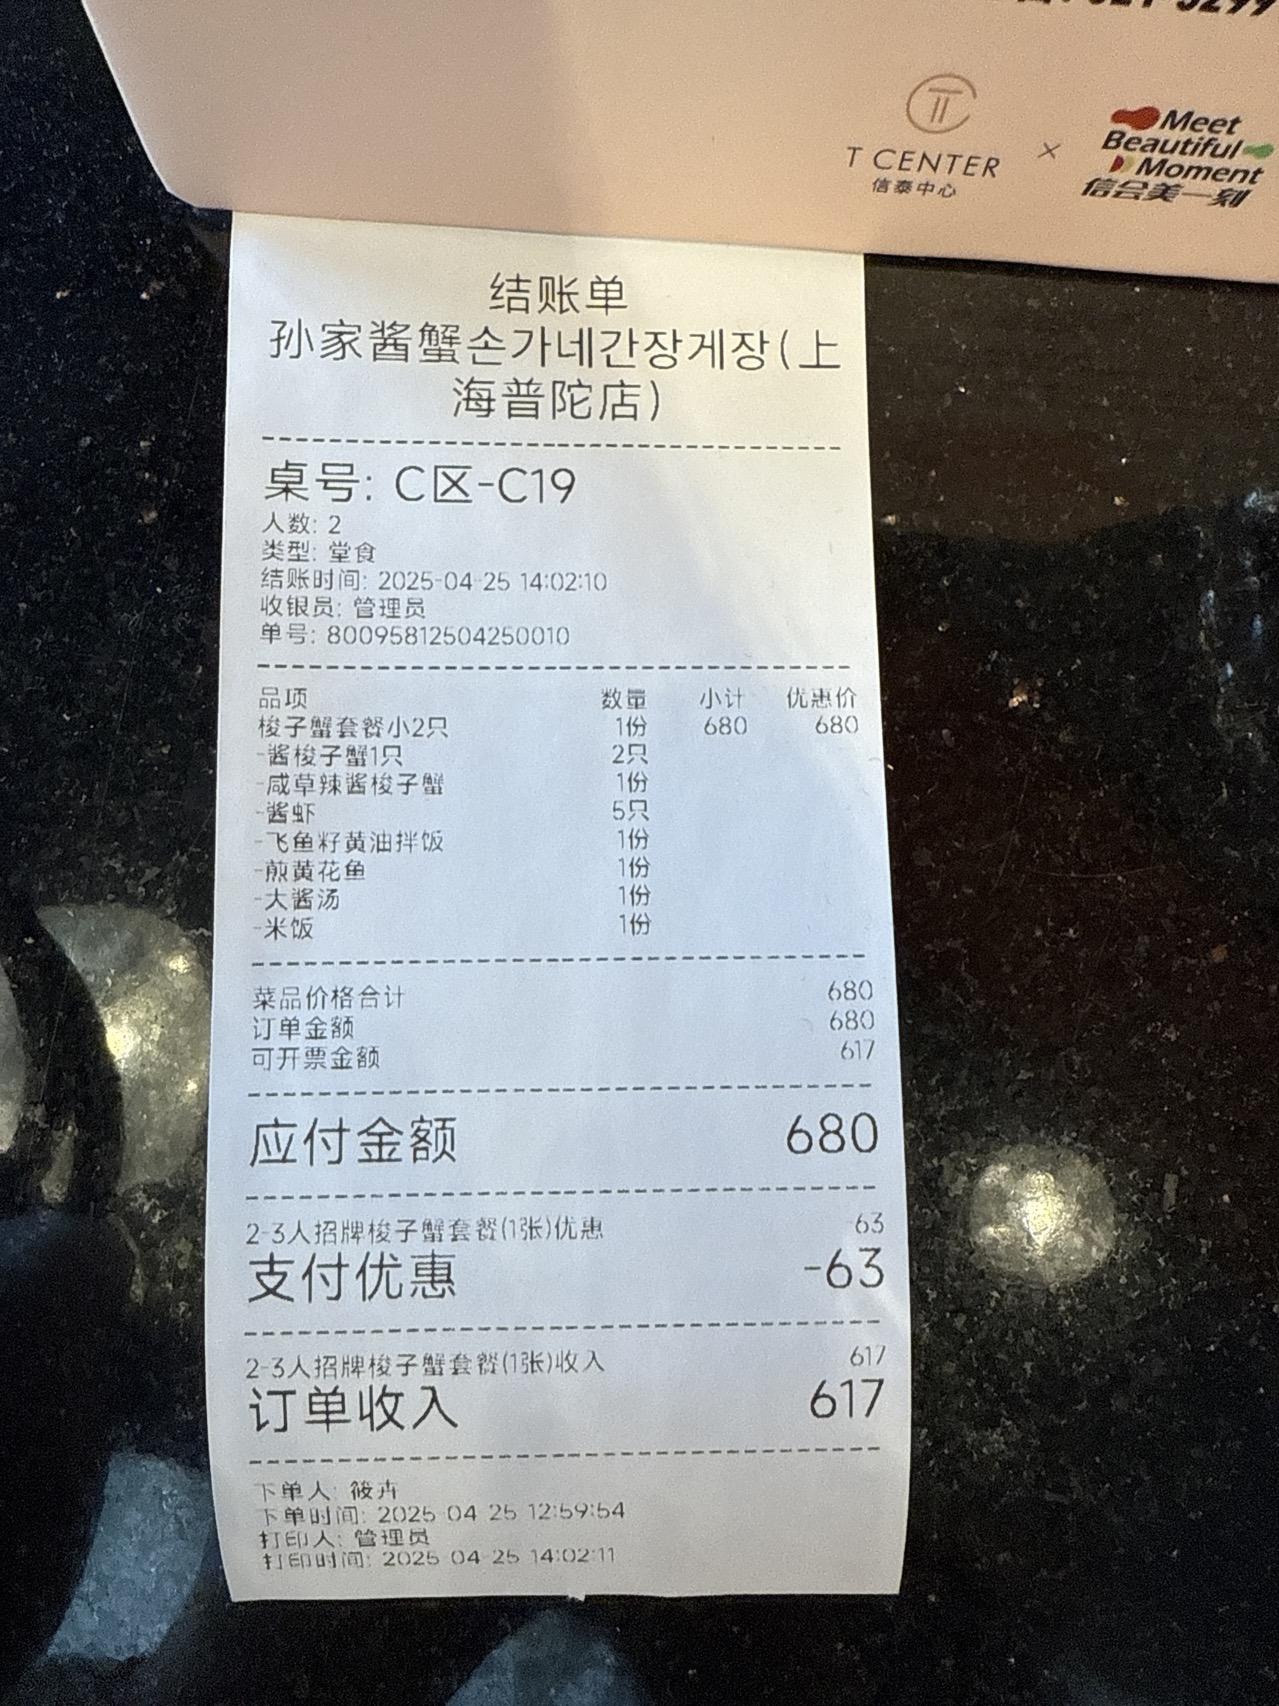 T CENTER
信泰中心
×
Meet
Beautiful
Moment
信会美一刻
结账单
孙家酱蟹손가네간장게장(上
海普陀店)
桌号: C区-C19
人数: 2
类型: 堂食
结账时间: 2025-04-25 14:02:10
收银员: 管理员
单号: 80095812504250010
品项 数量 小计 优惠价
梭子蟹套餐小2只 1份 680 680
-酱梭子蟹1只 2只
-咸草辣酱梭子蟹 1份
-酱虾 5只
-飞鱼籽黄油拌饭 1份
-煎黄花鱼 1份
-大酱汤 1份
-米饭 1份
菜品价格合计 680
订单金额 680
可开票金额 617
应付金额 680
2-3人招牌梭子蟹套餐(1张)优惠 -63
支付优惠 -63
2-3人招牌梭子蟹套餐(1张)收入 617
订单收入 617
下单人: 筱卉
下单时间: 2025-04-25 12:59:54
打印人: 管理员
打印时间: 2025-04-25 14:02:11